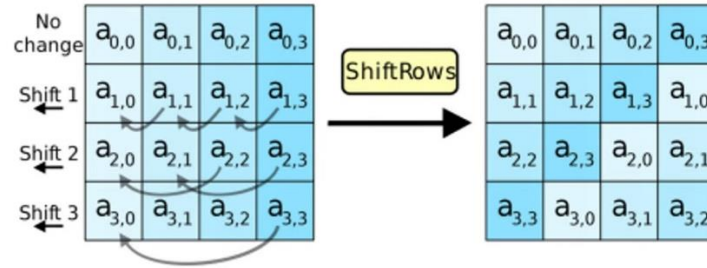 No change a0,0 a0,1 a0,2 a0,3
Shift 1 a1,0 a1,1 a1,2 a1,3
Shift 2 a2,0 a2,1 a2,2 a2,3
Shift 3 a3,0 a3,1 a3,2 a3,3
ShiftRows
a0,0 a0,1 a0,2 a0,3
a1,1 a1,2 a1,3 a1,0
a2,2 a2,3 a2,0 a2,1
a3,3 a3,0 a3,1 a3,2